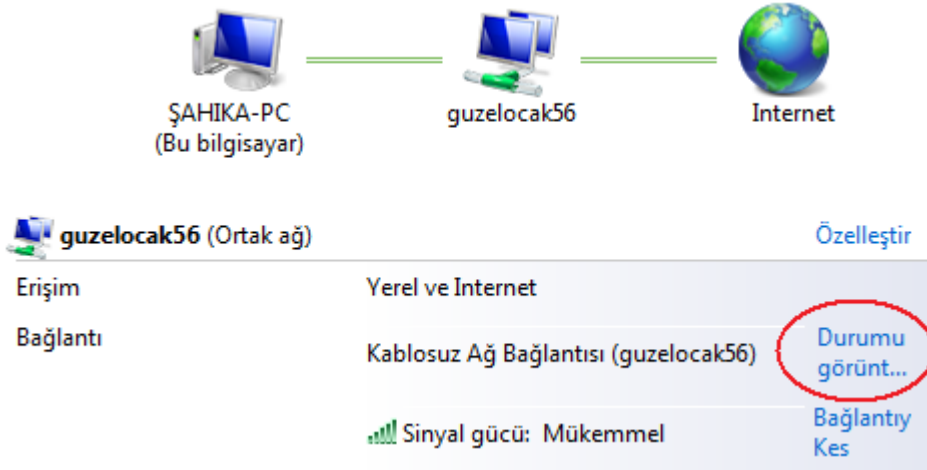 ŞAHIKA-PC
(Bu bilgisayar)
guzelocak56
Internet
guzelocak56 (Ortak ağ)
Özelleştir
Erişim
Yerel ve Internet
Bağlantı
Kablosuz Ağ Bağlantısı (guzelocak56)
Durumu
görünt...
Sinyal gücü: Mükemmel
Bağlantıy
Kes